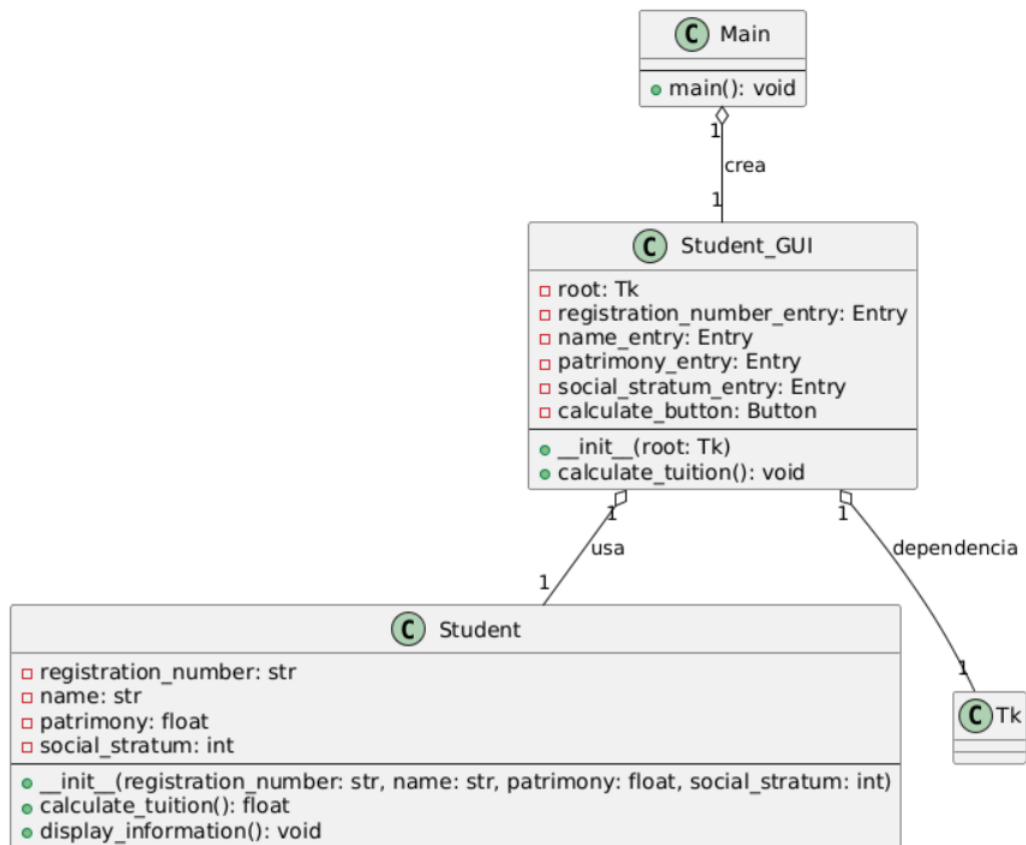 C Main
main(): void
1
crea
1
C Student_GUI
root: Tk
registration_number_entry: Entry
name_entry: Entry
patrimony_entry: Entry
social_stratum_entry: Entry
calculate_button: Button
__init__(root: Tk)
calculate_tuition(): void
1
1
usa
dependencia
1
1
C Student
registration_number: str
name: str
patrimony: float
social_stratum: int
__init__(registration_number: str, name: str, patrimony: float, social_stratum: int)
calculate_tuition(): float
display_information(): void
C Tk